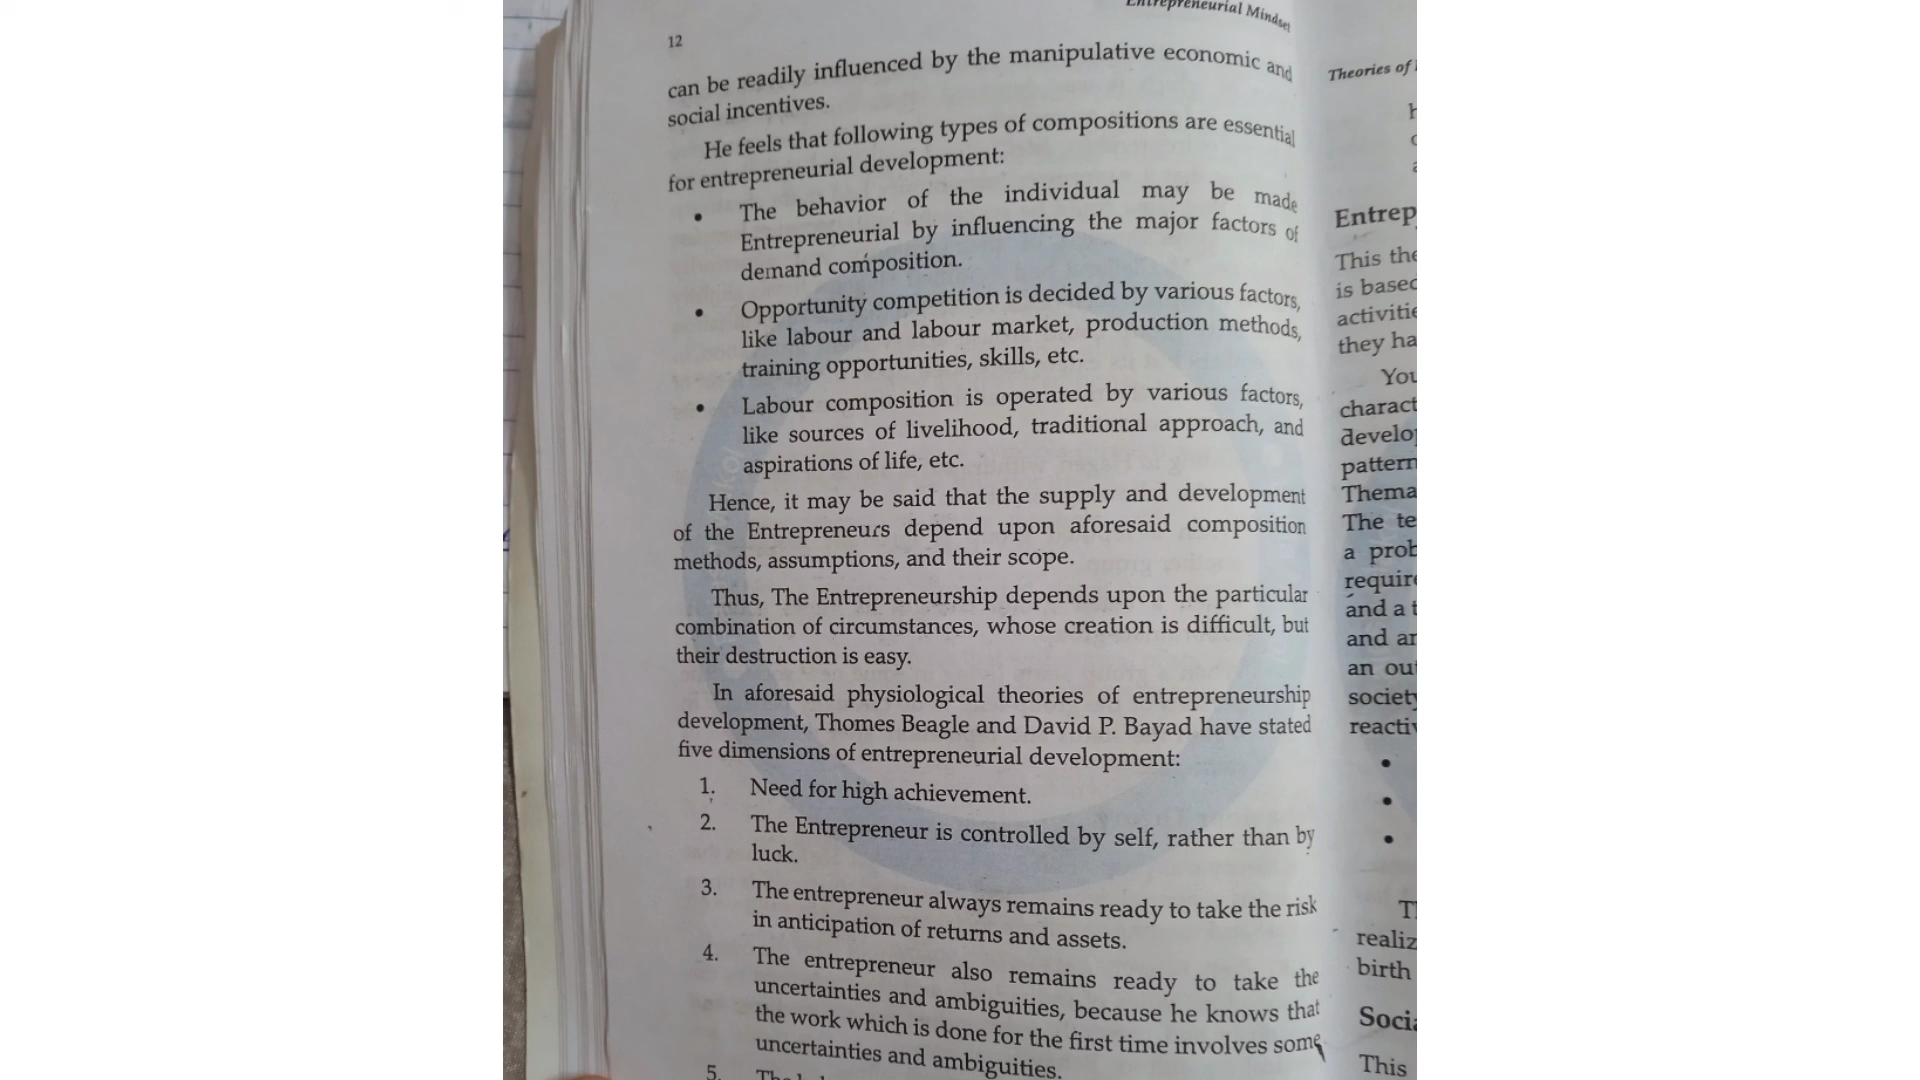 Entrepreneurial Mindset
12
can be readily influenced by the manipulative economic and
social incentives.
He feels that following types of compositions are essential
for entrepreneurial development:
• The behavior of the individual may be made
Entrepreneurial by influencing the major factors of
demand composition.
• Opportunity competition is decided by various factors,
like labour and labour market, production methods,
training opportunities, skills, etc.
• Labour composition is operated by various factors,
like sources of livelihood, traditional approach, and
aspirations of life, etc.
Hence, it may be said that the supply and development
of the Entrepreneurs depend upon aforesaid composition
methods, assumptions, and their scope.
Thus, The Entrepreneurship depends upon the particular
combination of circumstances, whose creation is difficult, but
their destruction is easy.
In aforesaid physiological theories of entrepreneurship
development, Thomes Beagle and David P. Bayad have stated
five dimensions of entrepreneurial development:
1. Need for high achievement.
2. The Entrepreneur is controlled by self, rather than by
luck.
3. The entrepreneur always remains ready to take the risk
in anticipation of returns and assets.
4. The entrepreneur also remains ready to take the
uncertainties and ambiguities, because he knows that
the work which is done for the first time involves some
uncertainties and ambiguities.
5. The
Theories of
Entrep
This the
is based
activitie
they ha
You
charact
develop
pattern
Thema
The te
a prob
require
and a t
and an
an out
society
reactiv
•
•
•
realiz
birth
Socia
This